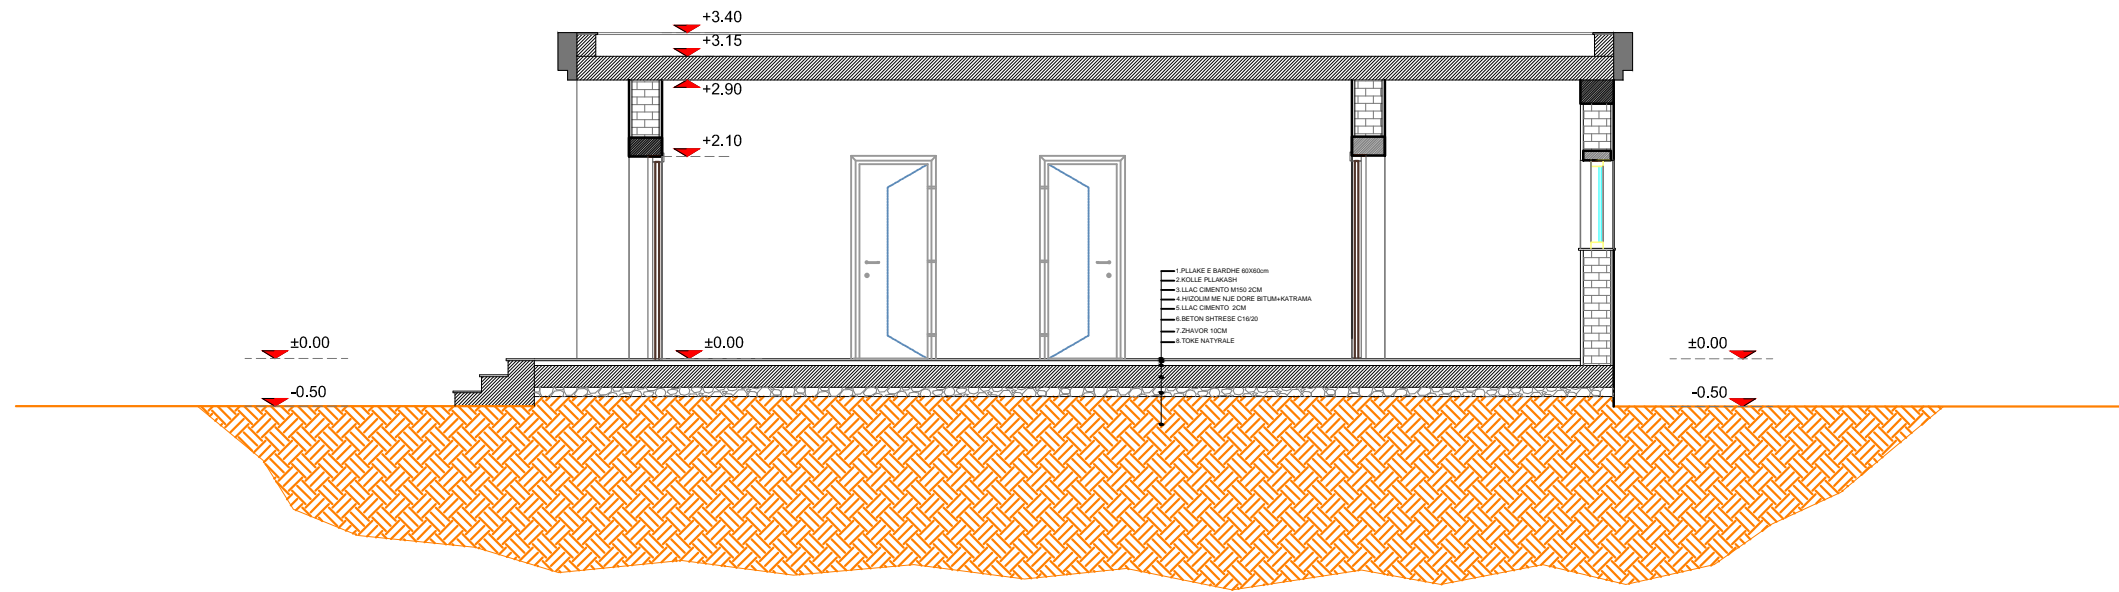 +3.40
+3.15
+2.90
+2.10
1.PLLAKE E BARDHE 60X60cm
2.KOLLE PLLAKASH
3.LLAC CIMENTO M150 2CM
4.H/IZOLIM ME NJE DORE BITUM+KATRAMA
5.LLAC CIMENTO  2CM
6.BETON SHTRESE C16/20
7.ZHAVOR 10CM
8.TOKE NATYRALE
±0.00
±0.00
±0.00
-0.50
-0.50